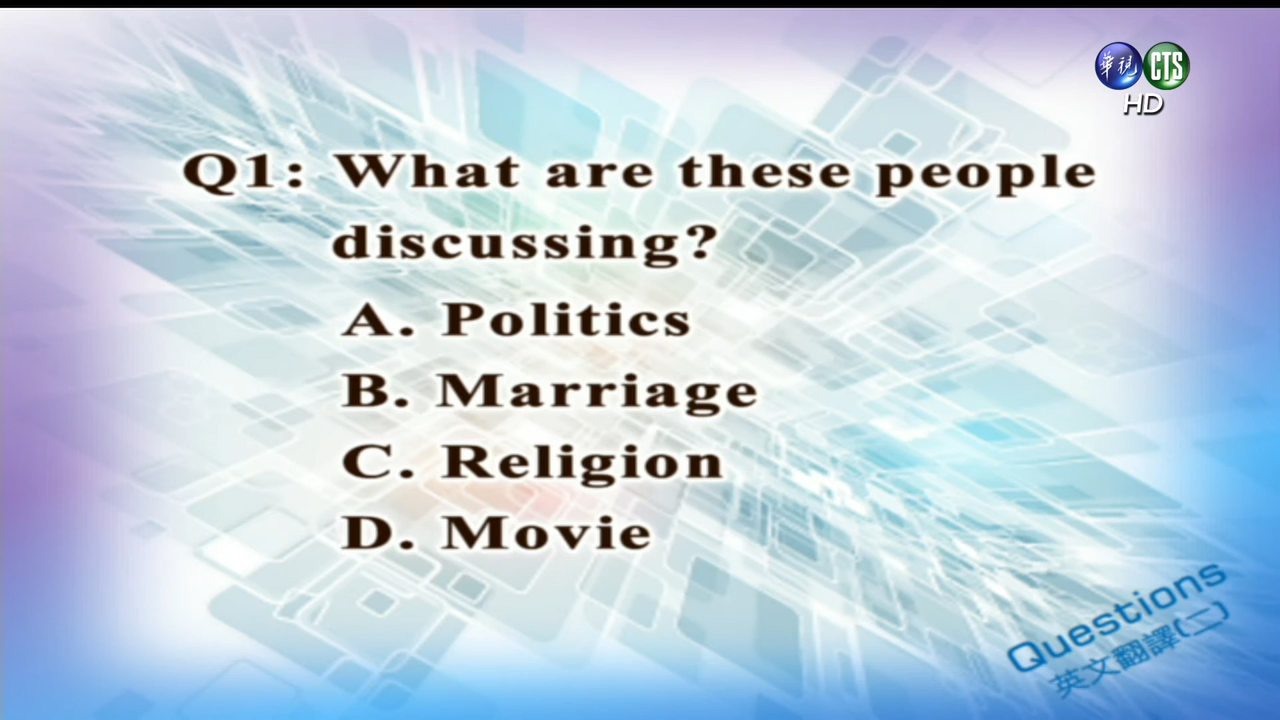 華視 CTS
HD
Q1: What are these people
discussing?
A. Politics
B. Marriage
C. Religion
D. Movie
Questions
英文翻譯(二)